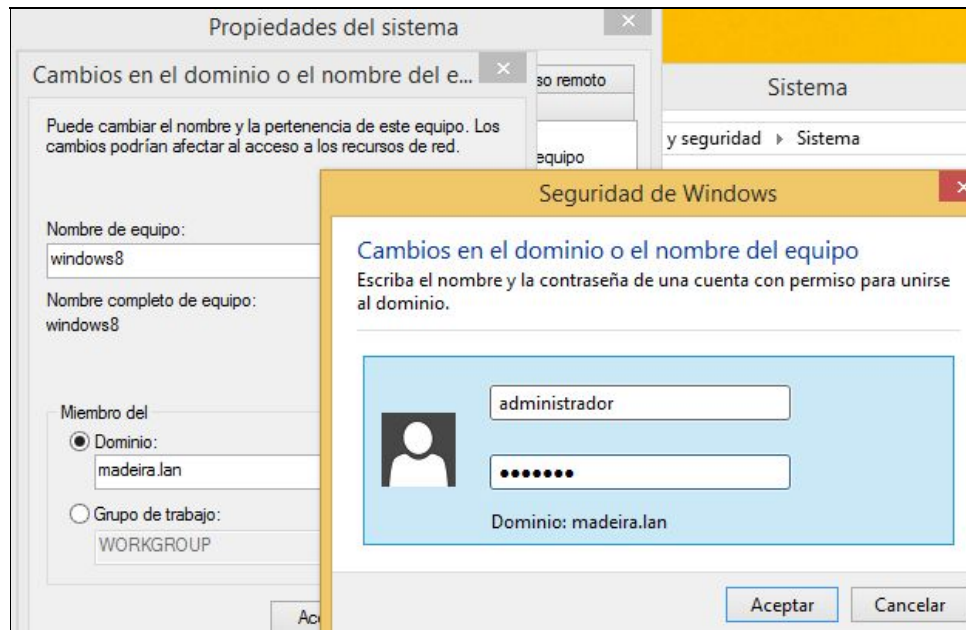 Propiedades del sistema
Cambios en el dominio o el nombre del e...
so remoto
Sistema
Puede cambiar el nombre y la pertenencia de este equipo. Los
cambios podrían afectar al acceso a los recursos de red.
equipo
y seguridad ▸ Sistema
Seguridad de Windows
Nombre de equipo:
windows8
Nombre completo de equipo:
windows8
Cambios en el dominio o el nombre del equipo
Escriba el nombre y la contraseña de una cuenta con permiso para unirse
al dominio.
Miembro del
Dominio:
madeira.lan
Grupo de trabajo:
WORKGROUP
administrador
•••••••
Dominio: madeira.lan
Aceptar
Cancelar